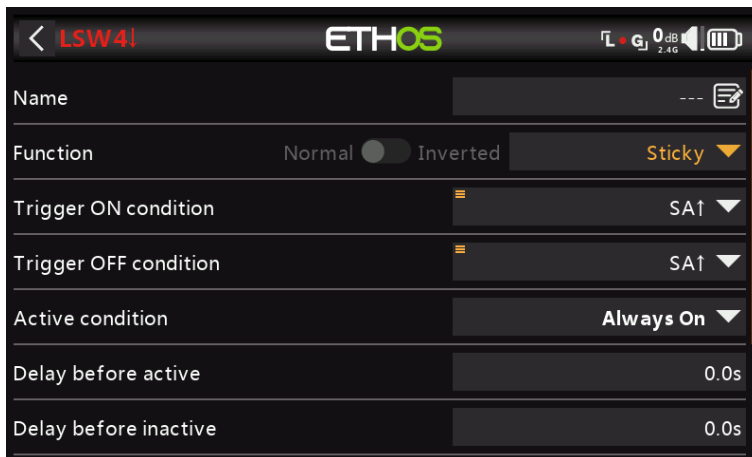 LSW4↓ ETHOS L G 0dB 2.4G
Name ---
Function Normal Inverted Sticky
Trigger ON condition SA↑
Trigger OFF condition SA↑
Active condition Always On
Delay before active 0.0s
Delay before inactive 0.0s